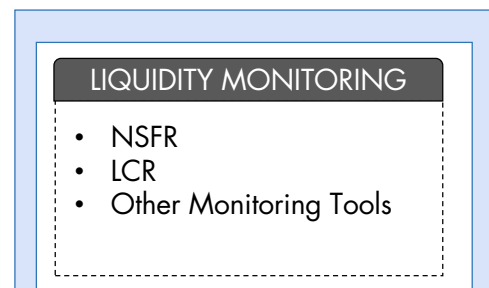 LIQUIDITY MONITORING
• NSFR
• LCR
• Other Monitoring Tools